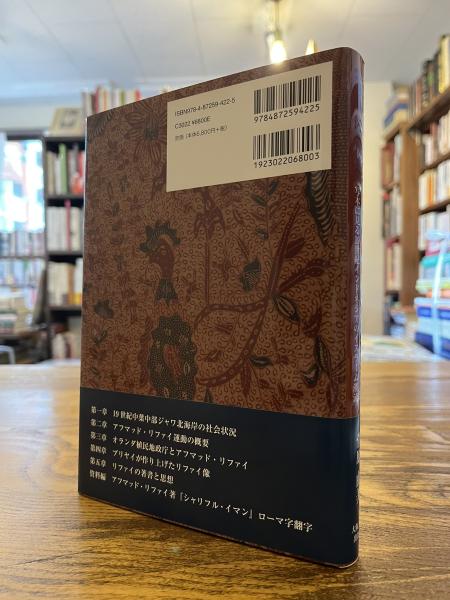 ISBN978-4-87259-422-5
C3022 ¥6800E
定価(本体6,800円+税)
9784872594225
1923022068003
第一章 19世紀中葉中部ジャワ北海岸の社会状況
第二章 アフマッド・リファイ運動の概要
第三章 オランダ植民地政庁とアフマッド・リファイ
第四章 プリヤイが作り上げたリファイ像
第五章 リファイの著書と思想
資料編 アフマッド・リファイ著『シャリフル・イマン』ローマ字翻字